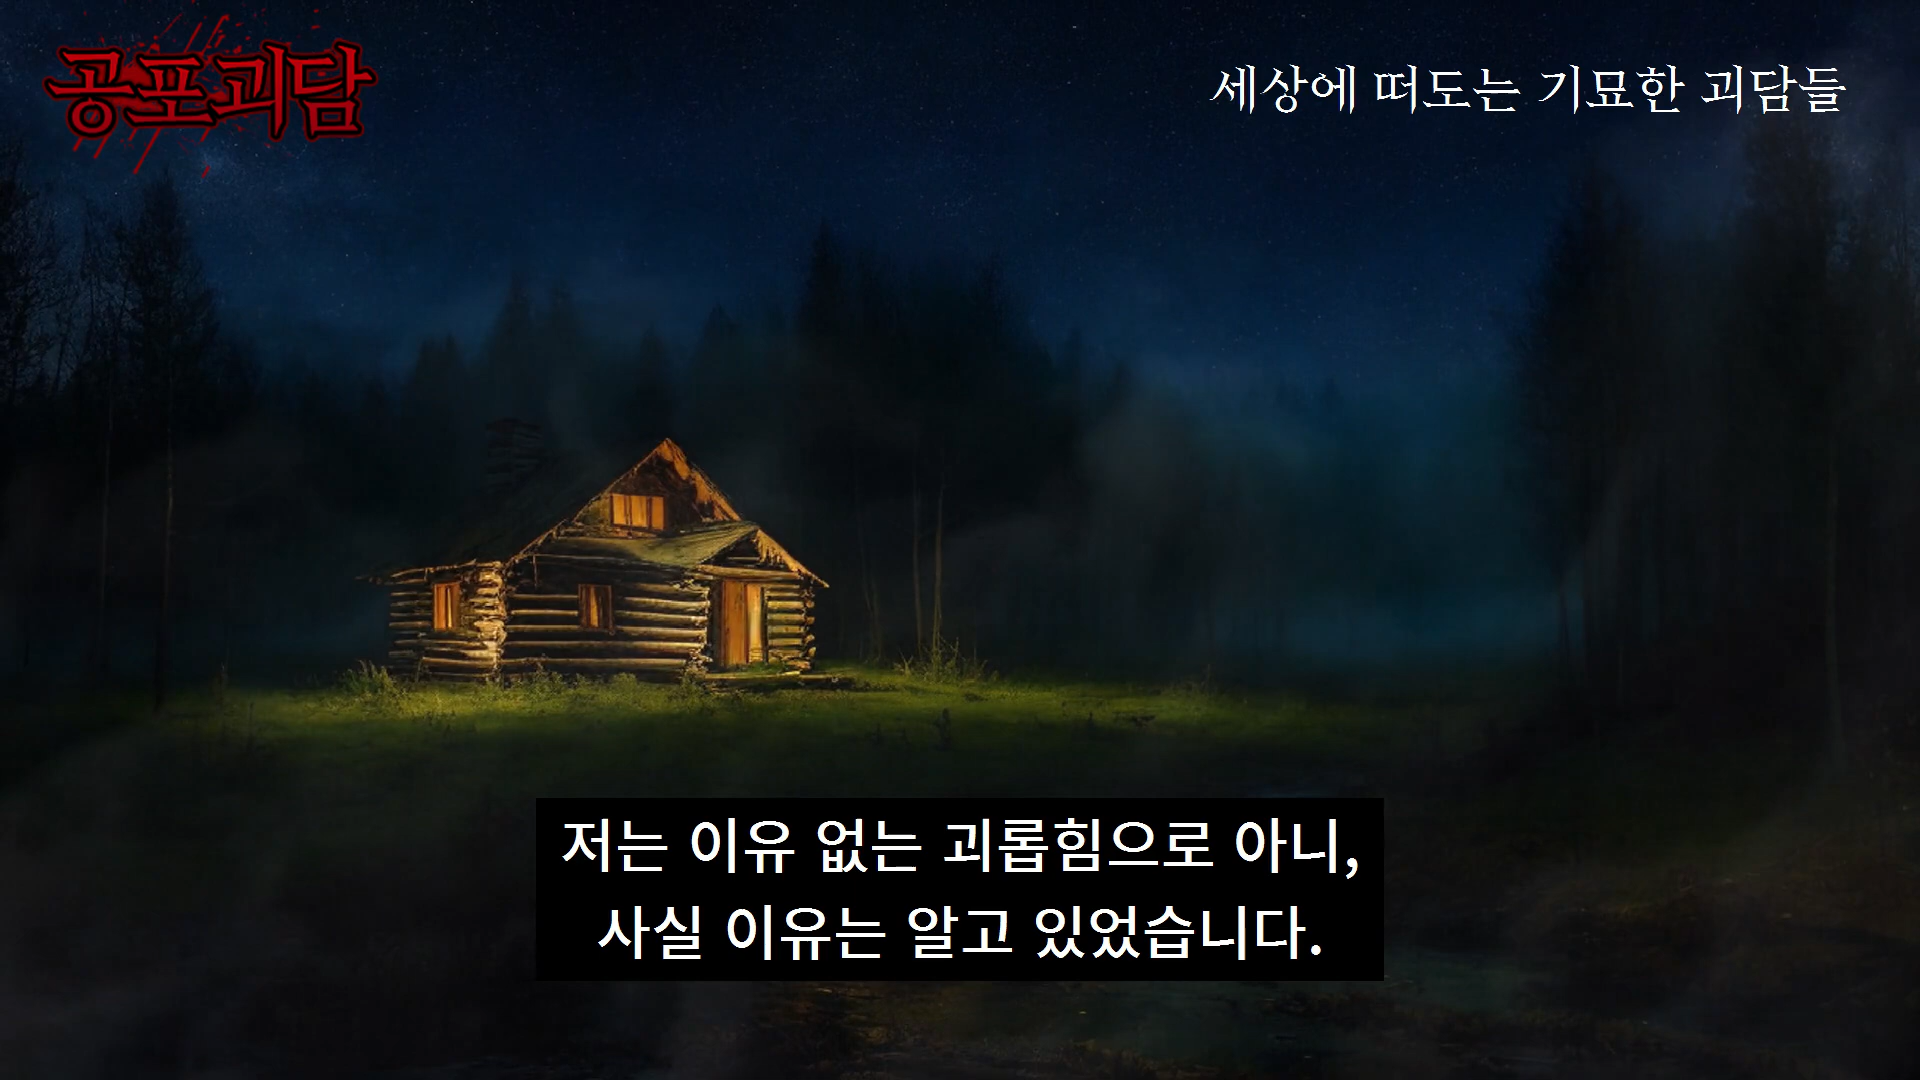 공포괴담
세상에 떠도는 기묘한 괴담들
저는 이유 없는 괴롭힘으로 아니,
사실 이유는 알고 있었습니다.